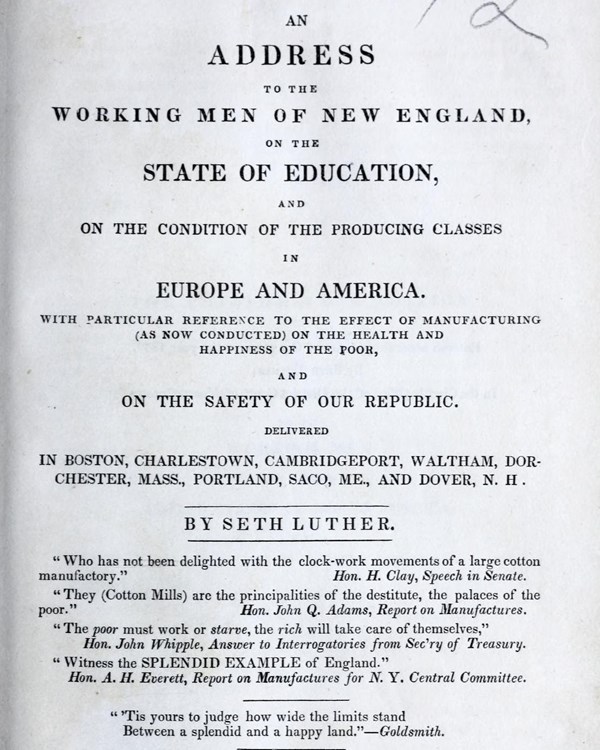 AN
ADDRESS
TO THE
WORKING MEN OF NEW ENGLAND,
ON THE
STATE OF EDUCATION,
AND
ON THE CONDITION OF THE PRODUCING CLASSES
IN
EUROPE AND AMERICA.
WITH PARTICULAR REFERENCE TO THE EFFECT OF MANUFACTURING
(AS NOW CONDUCTED) ON THE HEALTH AND
HAPPINESS OF THE POOR,
AND
ON THE SAFETY OF OUR REPUBLIC.
DELIVERED
IN BOSTON, CHARLESTOWN, CAMBRIDGEPORT, WALTHAM, DOR-
CHESTER, MASS., PORTLAND, SACO, ME., AND DOVER, N. H.
BY SETH LUTHER.
"Who has not been delighted with the clock-work movements of a large cotton
manufactory." Hon. H. Clay, Speech in Senate.
"They (Cotton Mills) are the principalities of the destitute, the palaces of the
poor." Hon. John Q. Adams, Report on Manufactures.
"The poor must work or starve, the rich will take care of themselves,"
Hon. John Whipple, Answer to Interrogatories from Sec'ry of Treasury.
"Witness the SPLENDID EXAMPLE of England."
Hon. A. H. Everett, Report on Manufactures for N. Y. Central Committee.
"'Tis yours to judge how wide the limits stand
Between a splendid and a happy land."—Goldsmith.